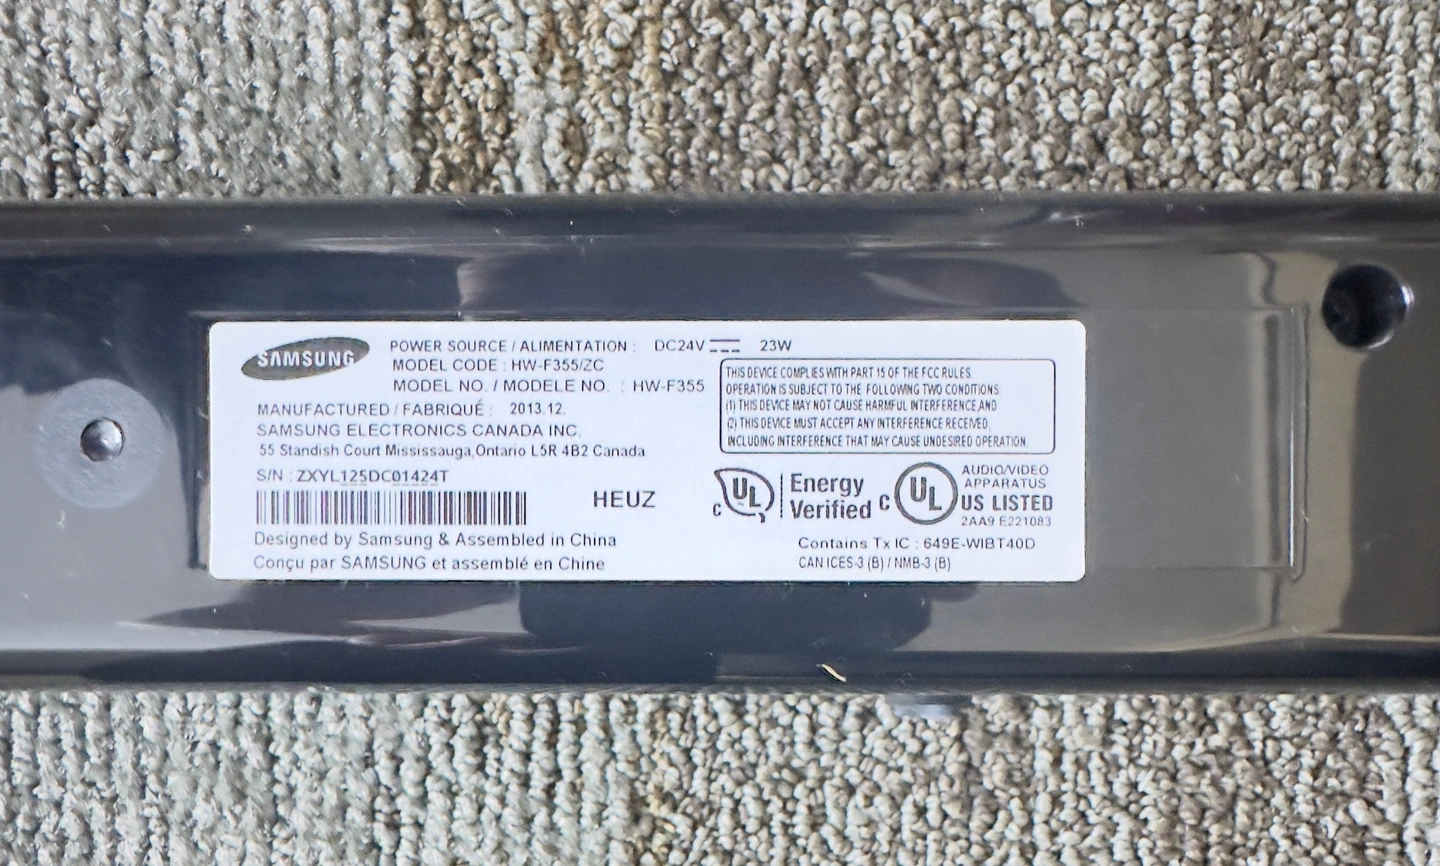 SAMSUNG
POWER SOURCE / ALIMENTATION : DC24V 23W
MODEL CODE : HW-F355/ZC
MODEL NO. / MODELE NO. : HW-F355
MANUFACTURED / FABRIQUÉ : 2013.12.
SAMSUNG ELECTRONICS CANADA INC.
55 Standish Court Mississauga,Ontario L5R 4B2 Canada
S/N : ZXYL125DC01424T
HEUZ
Designed by Samsung & Assembled in China
Conçu par SAMSUNG et assemblé en Chine
THIS DEVICE COMPLIES WITH PART 15 OF THE FCC RULES.
OPERATION IS SUBJECT TO THE FOLLOWING TWO CONDITIONS:
(1) THIS DEVICE MAY NOT CAUSE HARMFUL INTERFERENCE,AND
(2) THIS DEVICE MUST ACCEPT ANY INTERFERENCE RECEIVED,
INCLUDING INTERFERENCE THAT MAY CAUSE UNDESIRED OPERATION.
C UL
Energy
Verified
C UL
AUDIO/VIDEO
APPARATUS
US LISTED
2AA9 E221083
Contains Tx IC : 649E-WIBT40D
CAN ICES-3 (B) / NMB-3 (B)